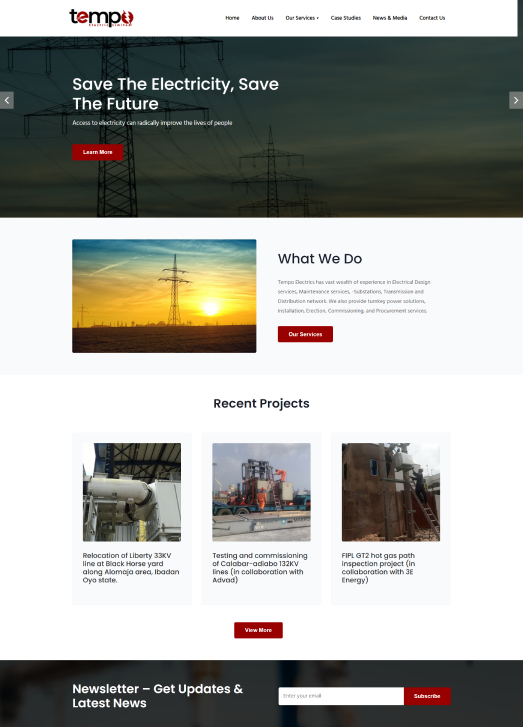 tempo
Electrics Limited
Home About Us Our Services Case Studies News & Media Contact Us
Save The Electricity, Save
The Future
Access to electricity can radically improve the lives of people
Learn More
What We Do
Tempo Electrics has vast wealth of experience in Electrical Design
services, Maintenance services, -Substations, Transmission and
Distribution network. We also provide turnkey power solutions,
Installation, Erection, Commissioning, and Procurement services.
Our Services
Recent Projects
Relocation of Liberty 33KV
line at Black Horse yard
along Alomaja area, Ibadan
Oyo state.
Testing and commissioning
of Calabar-adiabo 132KV
lines (in collaboration with
Advad)
FIPL GT2 hot gas path
inspection project (in
collaboration with 3E
Energy)
View More
Newsletter – Get Updates &
Latest News
Enter your email
Subscribe